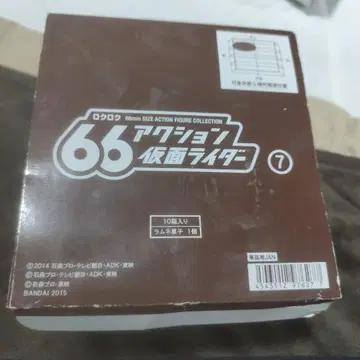 ロクロク 66mm SIZE ACTION FIGURE COLLECTION
66アクション
仮面ライダー ⑦
10箱入り
ラムネ菓子 1個
©2014 石森プロ・テレビ朝日・ADK・東映
©石森プロ・テレビ朝日・ADK・東映
©石森プロ・東映
BANDAI 2015
単品用JAN